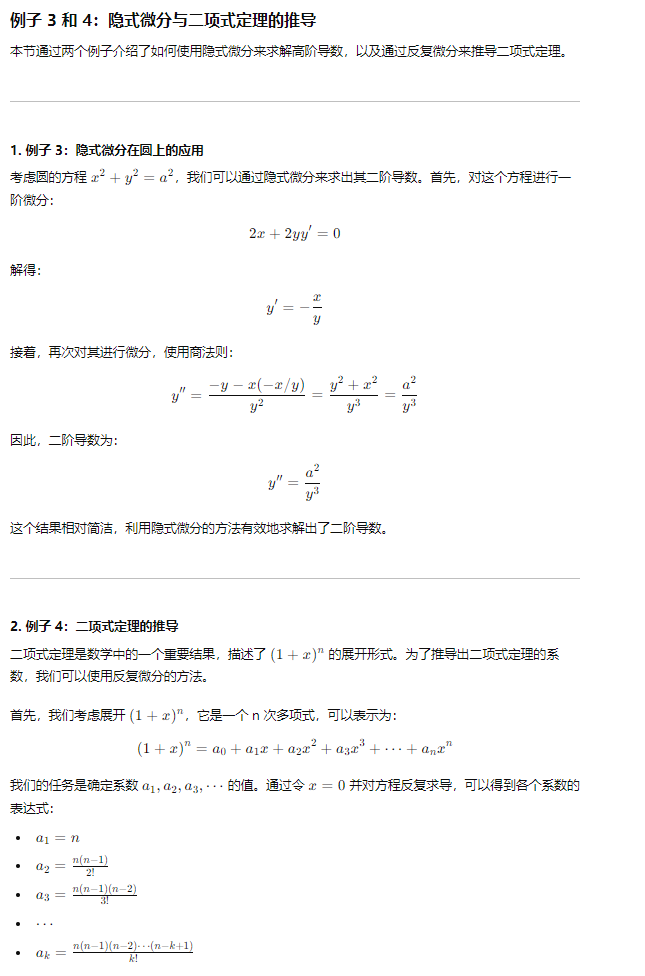 例子 3 和 4：隐式微分与二项式定理的推导
本节通过两个例子介绍了如何使用隐式微分来求解高阶导数，以及通过反复微分来推导二项式定理。
1. 例子 3：隐式微分在圆上的应用
考虑圆的方程 x² + y² = a²，我们可以通过隐式微分来求出其二阶导数。首先，对这个方程进行一
阶微分：
2x + 2yy′ = 0
解得：
y′ = −x/y
接着，再次对其进行微分，使用商法则：
y″ = (−y − x(−x/y))/y² = (y² + x²)/y³ = a²/y³
因此，二阶导数为：
y″ = a²/y³
这个结果相对简洁，利用隐式微分的方法有效地求解出了二阶导数。
2. 例子 4：二项式定理的推导
二项式定理是数学中的一个重要结果，描述了 (1 + x)ⁿ 的展开形式。为了推导出二项式定理的系
数，我们可以使用反复微分的方法。
首先，我们考虑展开 (1 + x)ⁿ，它是一个 n 次多项式，可以表示为：
(1 + x)ⁿ = a₀ + a₁x + a₂x² + a₃x³ + ⋯ + aₙxⁿ
我们的任务是确定系数 a₁, a₂, a₃, ⋯ 的值。通过令 x = 0 并对方程反复求导，可以得到各个系数的
表达式：
• a₁ = n
• a₂ = n(n−1)/2!
• a₃ = n(n−1)(n−2)/3!
• ⋯
• aₖ = n(n−1)(n−2)⋯(n−k+1)/k!